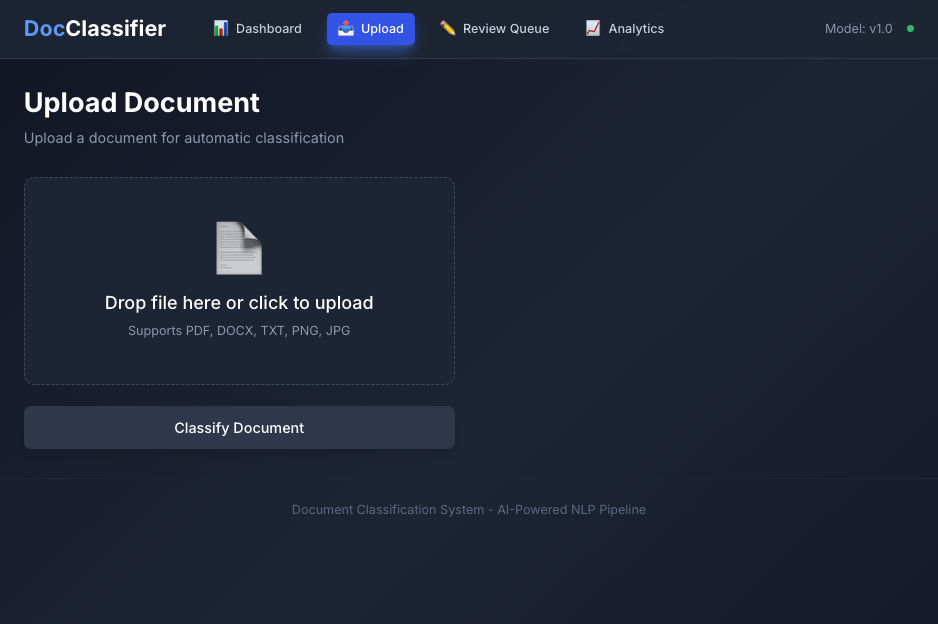 DocClassifier
Dashboard
Upload
Review Queue
Analytics
Model: v1.0
Upload Document
Upload a document for automatic classification
Drop file here or click to upload
Supports PDF, DOCX, TXT, PNG, JPG
Classify Document
Document Classification System - AI-Powered NLP Pipeline